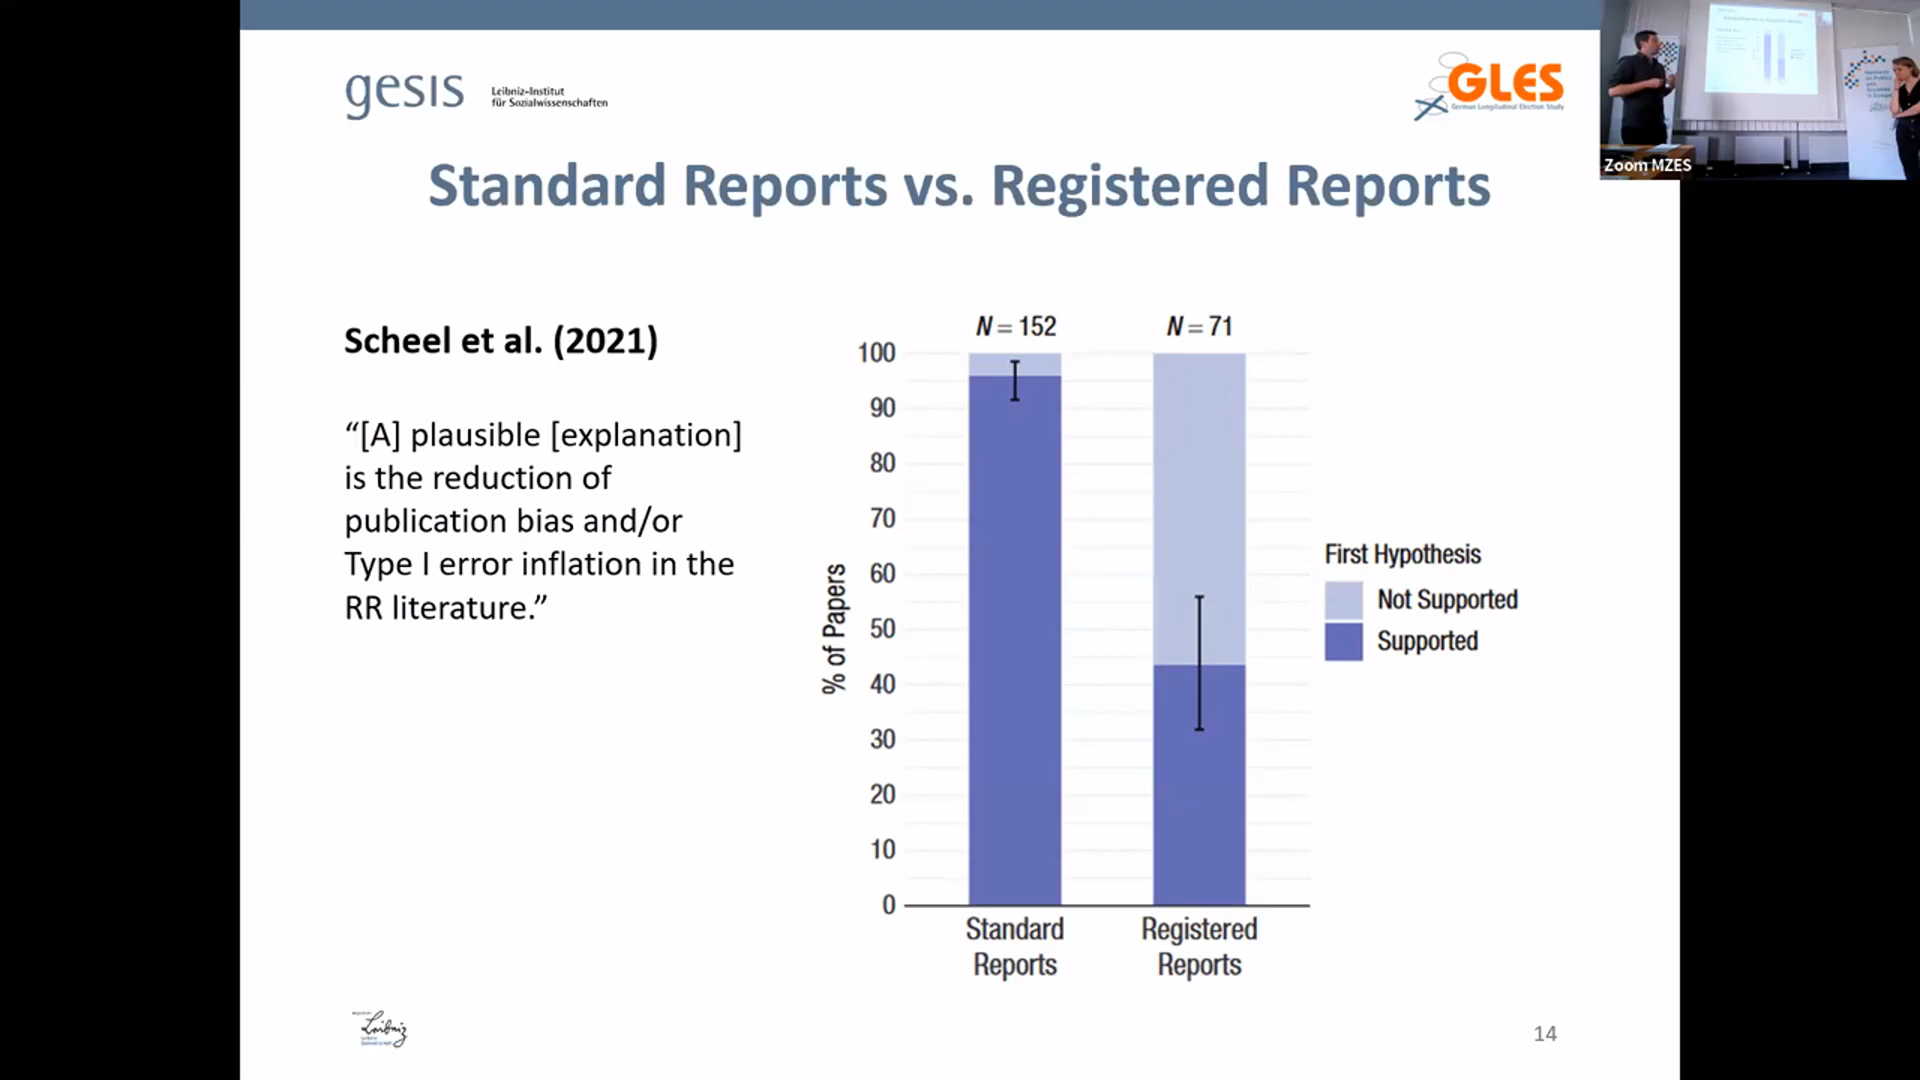 gesis
Leibniz-Institut
für Sozialwissenschaften
GLES
German Longitudinal Election Study
Zoom MZES
Standard Reports vs. Registered Reports
Scheel et al. (2021)
“[A] plausible [explanation]
is the reduction of
publication bias and/or
Type I error inflation in the
RR literature.”
N = 152
N = 71
100
90
80
70
60
50
40
30
20
10
0
% of Papers
Standard
Reports
Registered
Reports
First Hypothesis
Not Supported
Supported
Leibniz
14